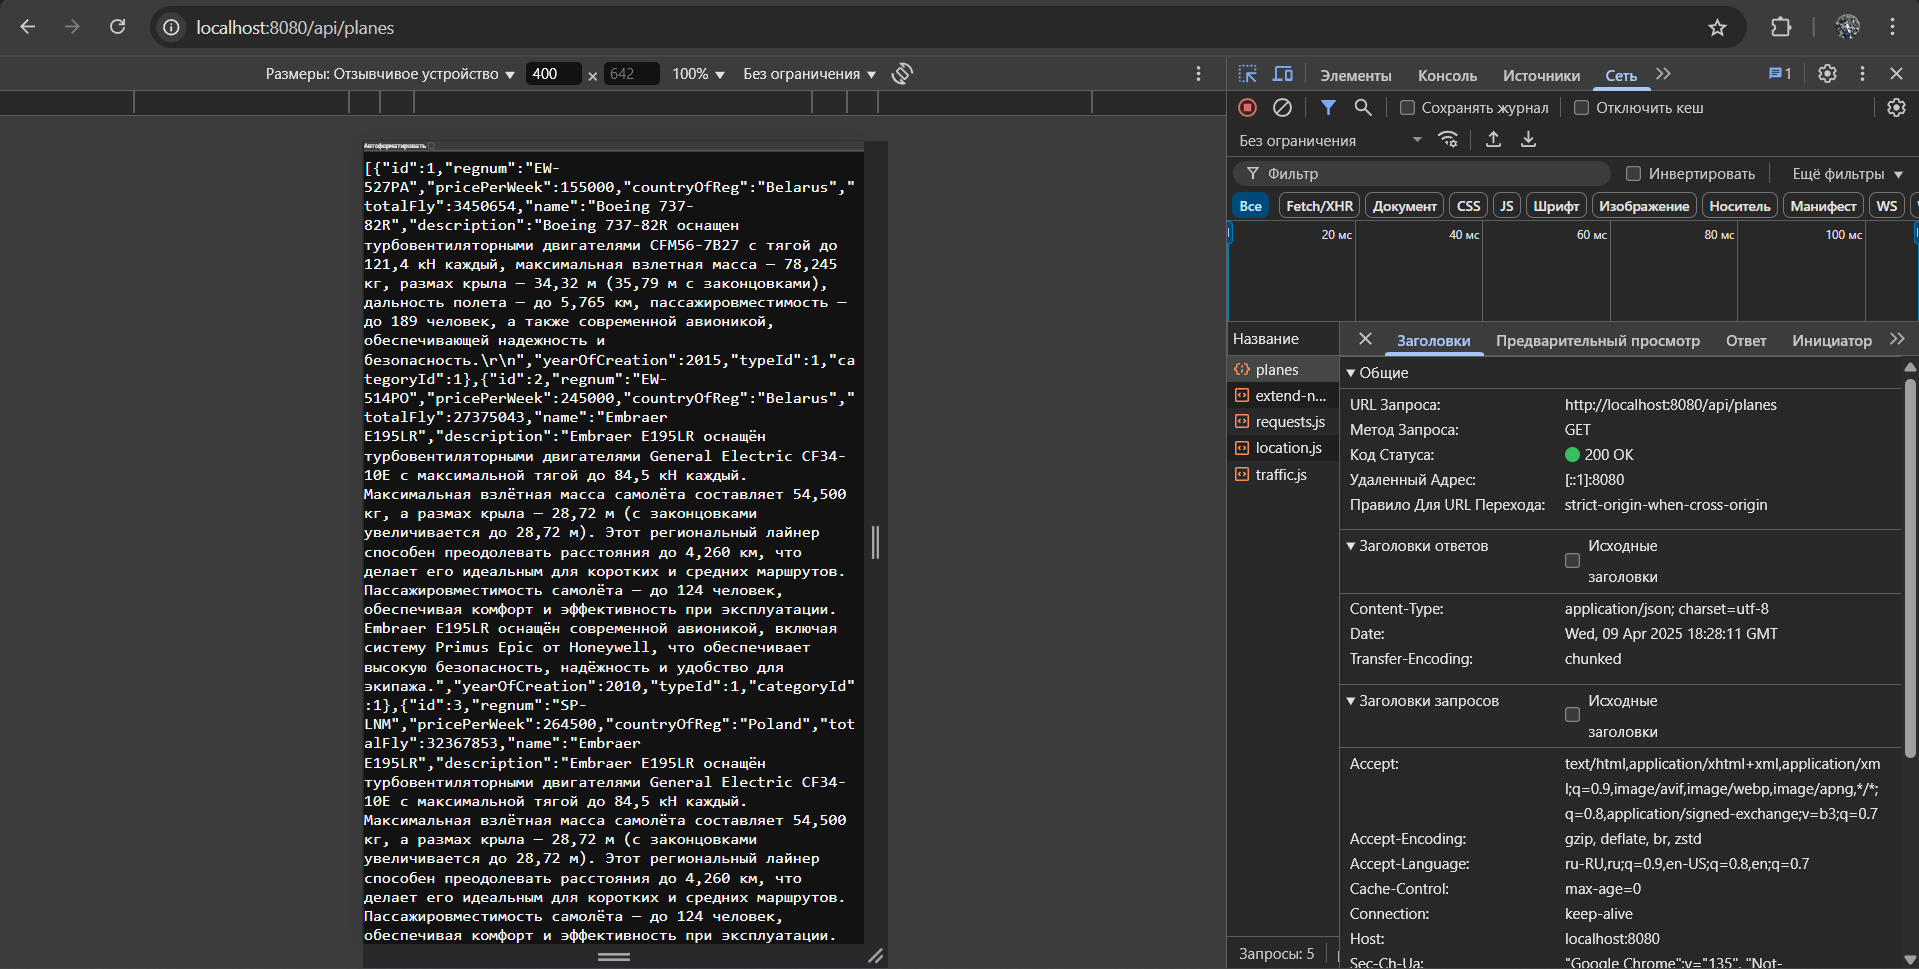 localhost:8080/api/planes
Размеры: Отзывчивое устройство ▼ 400 × 642 100% ▼ Без ограничения ▼
Автоформатировать
[{"id":1,"regnum":"EW-
527PA","pricePerWeek":155000,"countryOfReg":"Belarus","
totalFly":3450654,"name":"Boeing 737-
82R","description":"Boeing 737-82R оснащен
турбовентиляторными двигателями CFM56-7B27 с тягой до
121,4 кН каждый, максимальная взлетная масса — 78,245
кг, размах крыла — 34,32 м (35,79 м с законцовками),
дальность полета — до 5,765 км, пассажировместимость —
до 189 человек, а также современной авионикой,
обеспечивающей надежность и
безопасность.\r\n","yearOfCreation":2015,"typeId":1,"ca
tegoryId":1},{"id":2,"regnum":"EW-
514PO","pricePerWeek":245000,"countryOfReg":"Belarus","
totalFly":27375043,"name":"Embraer
E195LR","description":"Embraer E195LR оснащён
турбовентиляторными двигателями General Electric CF34-
10E с максимальной тягой до 84,5 кН каждый.
Максимальная взлётная масса самолёта составляет 54,500
кг, а размах крыла — 28,72 м (с законцовками
увеличивается до 28,72 м). Этот региональный лайнер
способен преодолевать расстояния до 4,260 км, что
делает его идеальным для коротких и средних маршрутов.
Пассажировместимость самолёта — до 124 человек,
обеспечивая комфорт и эффективность при эксплуатации.
Embraer E195LR оснащён современной авионикой, включая
систему Primus Epic от Honeywell, что обеспечивает
высокую безопасность, надёжность и удобство для
экипажа.","yearOfCreation":2010,"typeId":1,"categoryId"
:1},{"id":3,"regnum":"SP-
LNM","pricePerWeek":264500,"countryOfReg":"Poland","tot
alFly":32367853,"name":"Embraer
E195LR","description":"Embraer E195LR оснащён
турбовентиляторными двигателями General Electric CF34-
10E с максимальной тягой до 84,5 кН каждый.
Максимальная взлётная масса самолёта составляет 54,500
кг, а размах крыла — 28,72 м (с законцовками
увеличивается до 28,72 м). Этот региональный лайнер
способен преодолевать расстояния до 4,260 км, что
делает его идеальным для коротких и средних маршрутов.
Пассажировместимость самолёта — до 124 человек,
обеспечивая комфорт и эффективность при эксплуатации.
Элементы Консоль Источники Сеть 1
Сохранять журнал Отключить кеш
Без ограничения
Фильтр Инвертировать Ещё фильтры ▼
Все Fetch/XHR Документ CSS JS Шрифт Изображение Носитель Манифест WS
20 мс 40 мс 60 мс 80 мс 100 мс
Название
planes
extend-n...
requests.js
location.js
traffic.js
Запросы: 5
Заголовки Предварительный просмотр Ответ Инициатор
▼ Общие
URL Запроса: http://localhost:8080/api/planes
Метод Запроса: GET
Код Статуса: 200 OK
Удаленный Адрес: [::1]:8080
Правило Для URL Перехода: strict-origin-when-cross-origin
▼ Заголовки ответов Исходные
заголовки
Content-Type: application/json; charset=utf-8
Date: Wed, 09 Apr 2025 18:28:11 GMT
Transfer-Encoding: chunked
▼ Заголовки запросов Исходные
заголовки
Accept: text/html,application/xhtml+xml,application/xm
l;q=0.9,image/avif,image/webp,image/apng,*/*;
q=0.8,application/signed-exchange;v=b3;q=0.7
Accept-Encoding: gzip, deflate, br, zstd
Accept-Language: ru-RU,ru;q=0.9,en-US;q=0.8,en;q=0.7
Cache-Control: max-age=0
Connection: keep-alive
Host: localhost:8080
Sec-Ch-Ua: "Google Chrome";v="135", "Not-